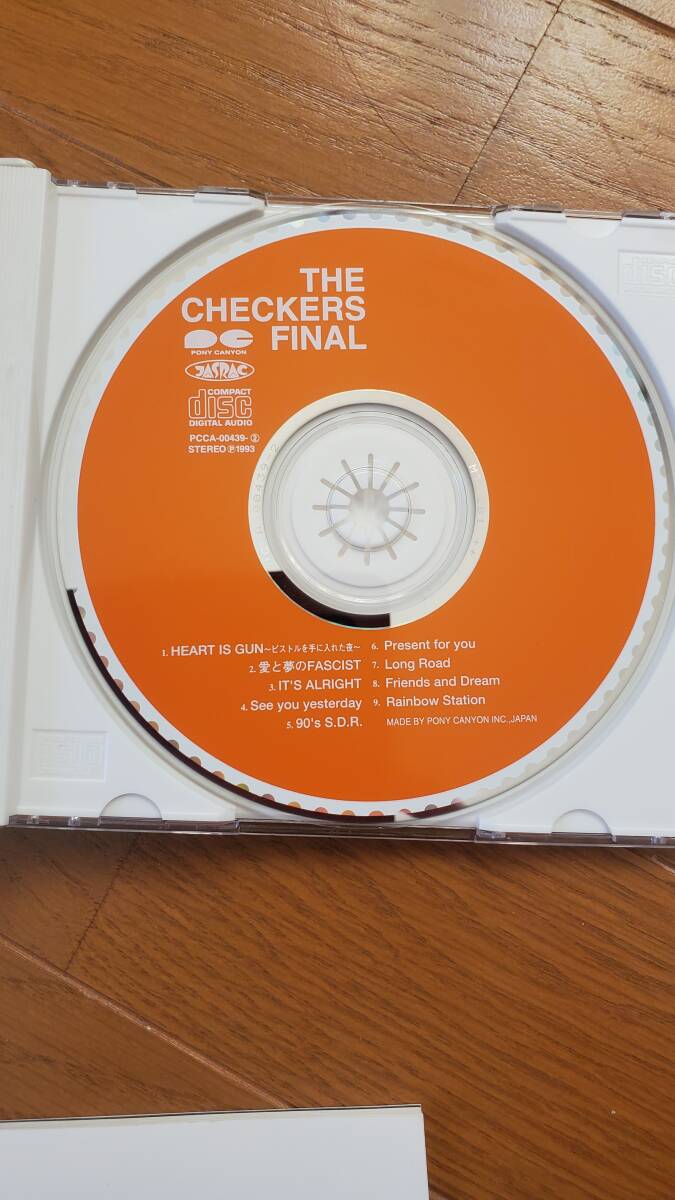 THE
CHECKERS
FINAL
PONY CANYON
JASRAC
COMPACT
disc
DIGITAL AUDIO
PCCA-00439-②
STEREO Ⓟ1993
1. HEART IS GUN～ピストルを手に入れた夜～
2. 愛と夢のFASCIST
3. IT'S ALRIGHT
4. See you yesterday
5. 90's S.D.R.
6. Present for you
7. Long Road
8. Friends and Dream
9. Rainbow Station
MADE BY PONY CANYON INC.,JAPAN
disc